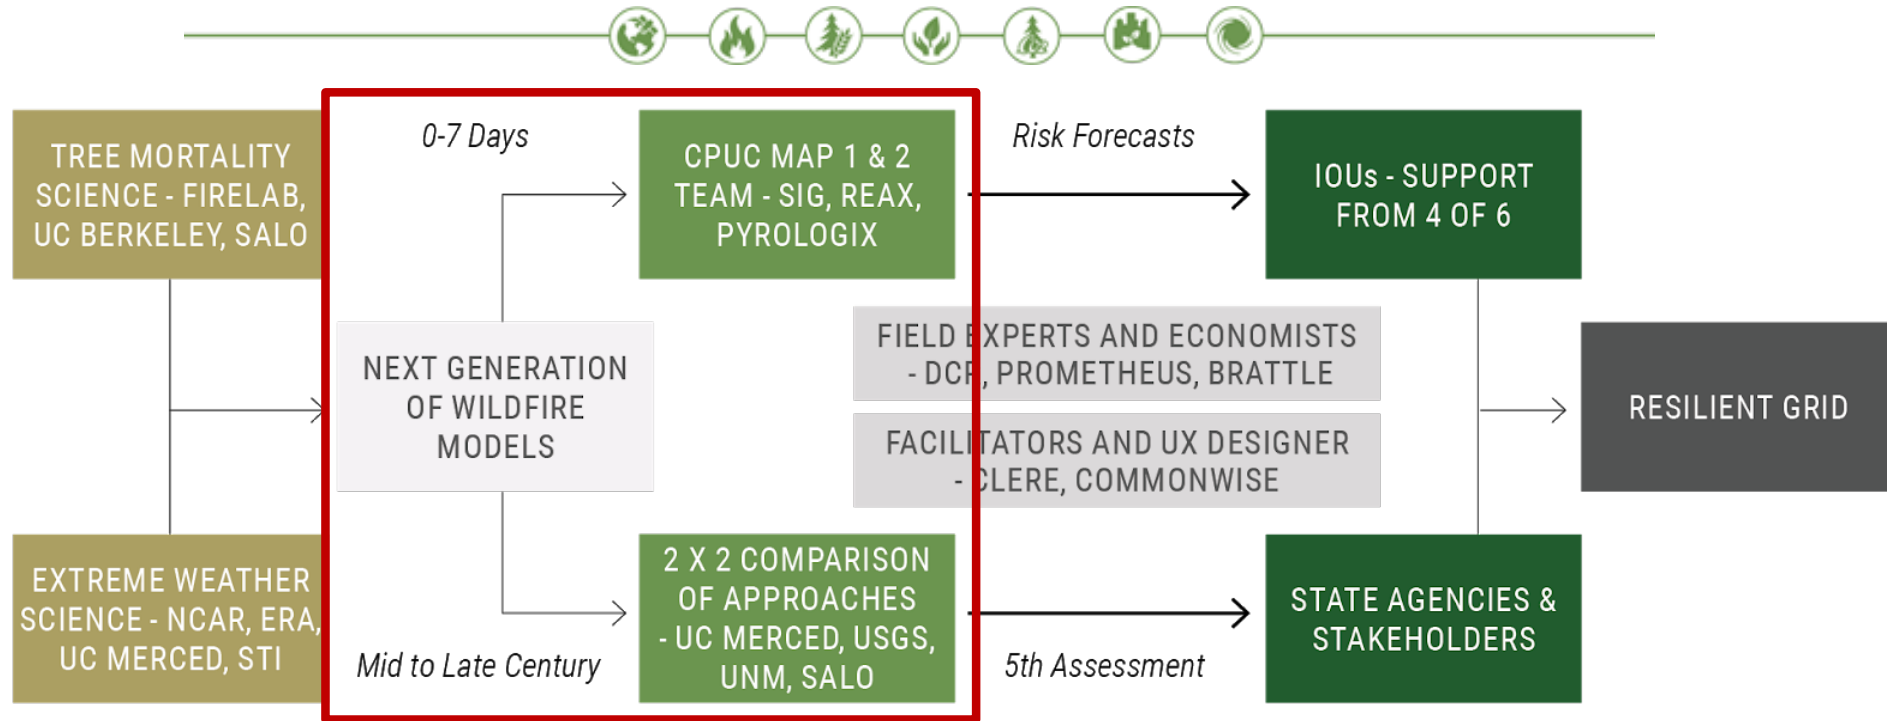 TREE MORTALITY
SCIENCE - FIRELAB,
UC BERKELEY, SALO
0-7 Days
CPUC MAP 1 & 2
TEAM - SIG, REAX,
PYROLOGIX
Risk Forecasts
IOUs - SUPPORT
FROM 4 OF 6
NEXT GENERATION
OF WILDFIRE
MODELS
FIELD EXPERTS AND ECONOMISTS
- DCP, PROMETHEUS, BRATTLE
FACILITATORS AND UX DESIGNER
- CLERE, COMMONWISE
RESILIENT GRID
EXTREME WEATHER
SCIENCE - NCAR, ERA,
UC MERCED, STI
Mid to Late Century
2 X 2 COMPARISON
OF APPROACHES
- UC MERCED, USGS,
UNM, SALO
5th Assessment
STATE AGENCIES &
STAKEHOLDERS